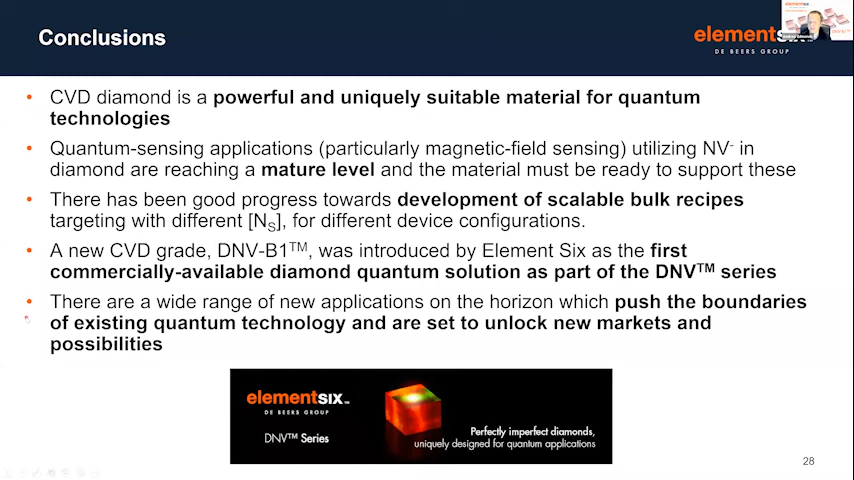 Conclusions
elementsix
DE BEERS GROUP
• CVD diamond is a powerful and uniquely suitable material for quantum
technologies
• Quantum-sensing applications (particularly magnetic-field sensing) utilizing NV- in
diamond are reaching a mature level and the material must be ready to support these
• There has been good progress towards development of scalable bulk recipes
targeting with different [NS], for different device configurations.
• A new CVD grade, DNV-B1TM, was introduced by Element Six as the first
commercially-available diamond quantum solution as part of the DNVTM series
• There are a wide range of new applications on the horizon which push the boundaries
of existing quantum technology and are set to unlock new markets and
possibilities
elementsix™
DE BEERS GROUP
DNV™ Series
Perfectly imperfect diamonds,
uniquely designed for quantum applications
28